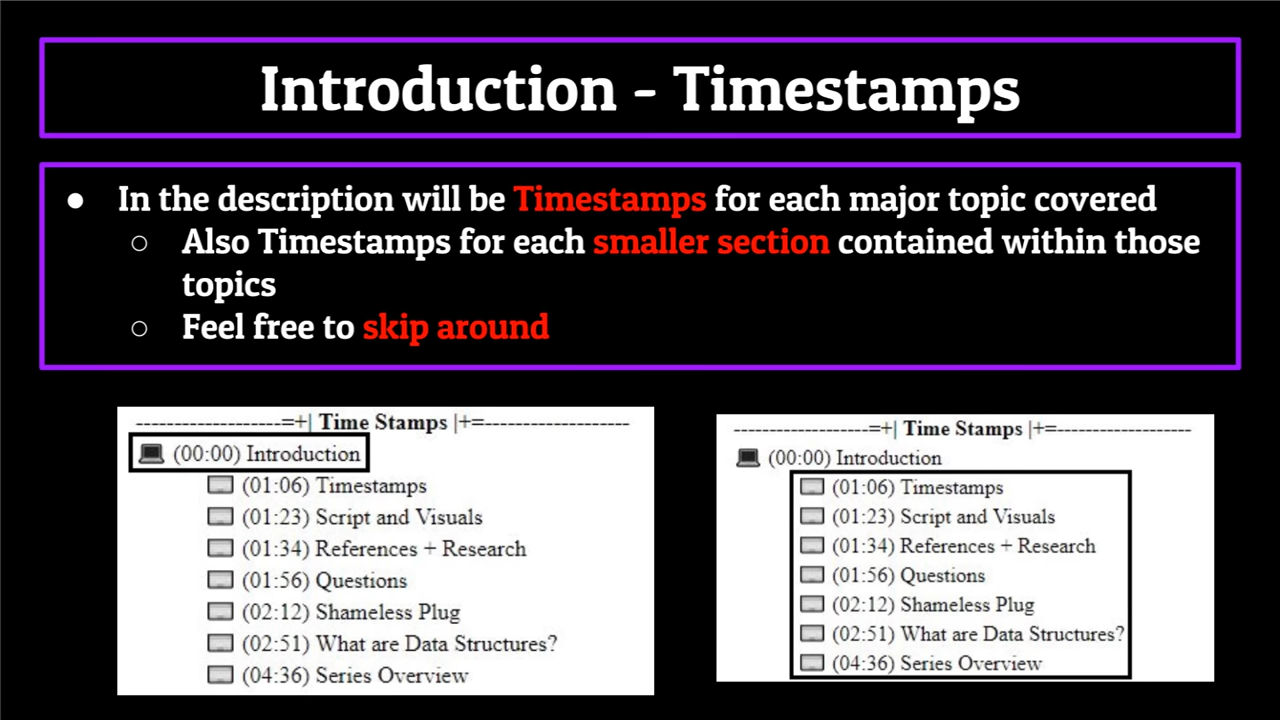 Introduction - Timestamps
● In the description will be Timestamps for each major topic covered
○ Also Timestamps for each smaller section contained within those
topics
○ Feel free to skip around
-------------------=+| Time Stamps |+=-------------------
(00:00) Introduction
(01:06) Timestamps
(01:23) Script and Visuals
(01:34) References + Research
(01:56) Questions
(02:12) Shameless Plug
(02:51) What are Data Structures?
(04:36) Series Overview
-------------------=+| Time Stamps |+=-------------------
(00:00) Introduction
(01:06) Timestamps
(01:23) Script and Visuals
(01:34) References + Research
(01:56) Questions
(02:12) Shameless Plug
(02:51) What are Data Structures?
(04:36) Series Overview